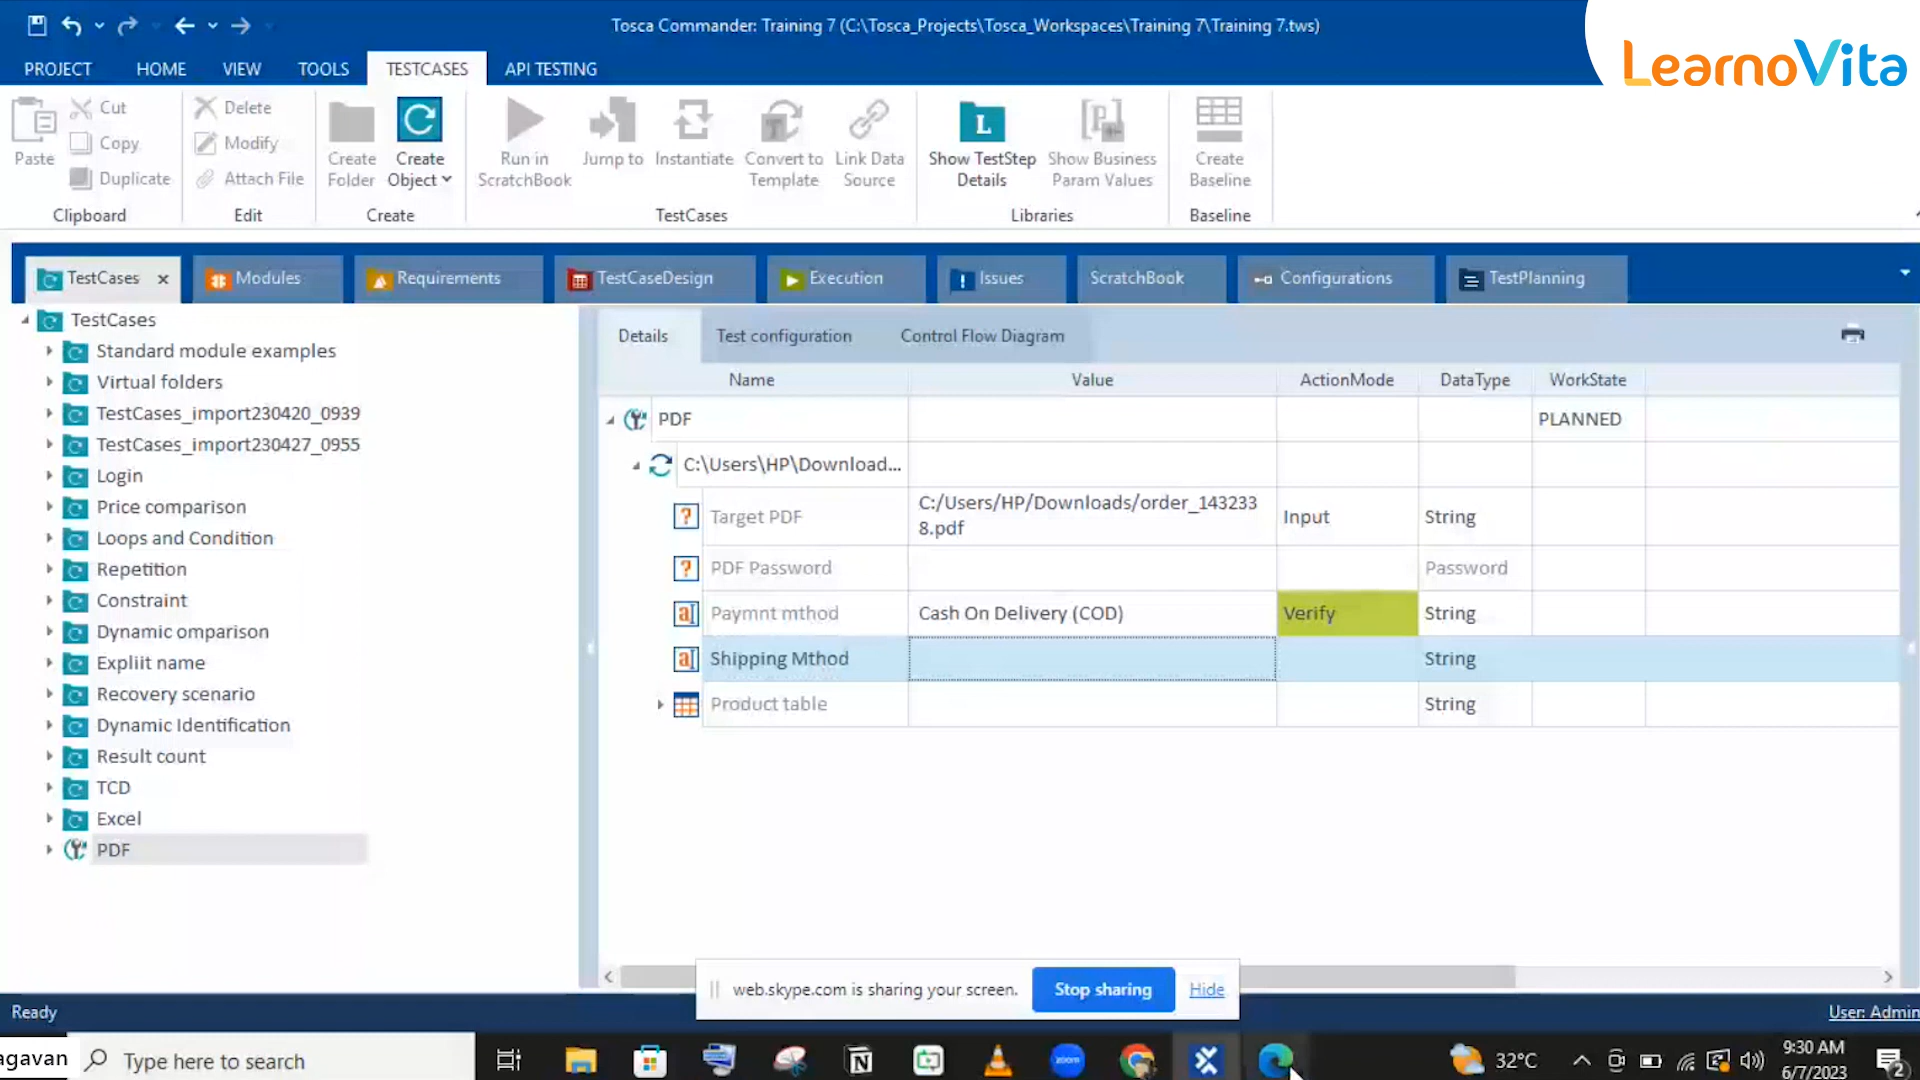 Tosca Commander: Training 7 (C:\Tosca_Projects\Tosca_Workspaces\Training 7\Training 7.tws)
LearnoVita
PROJECT HOME VIEW TOOLS TESTCASES API TESTING
Paste
Cut
Copy
Duplicate
Clipboard
Delete
Modify
Attach File
Edit
Create Folder
Create Object
Create
Run in ScratchBook
Jump to
Instantiate
Convert to Template
Link Data Source
TestCases
Show TestStep Details
Show Business Param Values
Libraries
Create Baseline
Baseline
TestCases Modules Requirements TestCaseDesign Execution Issues ScratchBook Configurations TestPlanning
TestCases
Standard module examples
Virtual folders
TestCases_import230420_0939
TestCases_import230427_0955
Login
Price comparison
Loops and Condition
Repetition
Constraint
Dynamic omparison
Expliit name
Recovery scenario
Dynamic Identification
Result count
TCD
Excel
PDF
Details Test configuration Control Flow Diagram
Name Value ActionMode DataType WorkState
PDF PLANNED
C:\Users\HP\Download...
Target PDF C:/Users/HP/Downloads/order_143233 Input String
8.pdf
PDF Password Password
Paymnt mthod Cash On Delivery (COD) Verify String
Shipping Mthod String
Product table String
web.skype.com is sharing your screen. Stop sharing Hide
Ready
User: Admin
agavan Type here to search
zoom
32°C
9:30 AM
6/7/2023
2